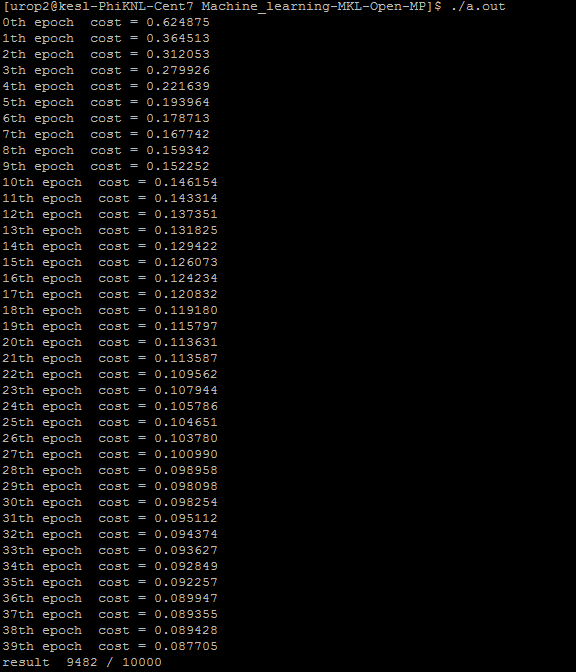 [urop2@kesl-PhiKNL-Cent7 Machine_learning-MKL-Open-MP]$ ./a.out
0th epoch  cost = 0.624875
1th epoch  cost = 0.364513
2th epoch  cost = 0.312053
3th epoch  cost = 0.279926
4th epoch  cost = 0.221639
5th epoch  cost = 0.193964
6th epoch  cost = 0.178713
7th epoch  cost = 0.167742
8th epoch  cost = 0.159342
9th epoch  cost = 0.152252
10th epoch  cost = 0.146154
11th epoch  cost = 0.143314
12th epoch  cost = 0.137351
13th epoch  cost = 0.131825
14th epoch  cost = 0.129422
15th epoch  cost = 0.126073
16th epoch  cost = 0.124234
17th epoch  cost = 0.120832
18th epoch  cost = 0.119180
19th epoch  cost = 0.115797
20th epoch  cost = 0.113631
21th epoch  cost = 0.113587
22th epoch  cost = 0.109562
23th epoch  cost = 0.107944
24th epoch  cost = 0.105786
25th epoch  cost = 0.104651
26th epoch  cost = 0.103780
27th epoch  cost = 0.100990
28th epoch  cost = 0.098958
29th epoch  cost = 0.098098
30th epoch  cost = 0.098254
31th epoch  cost = 0.095112
32th epoch  cost = 0.094374
33th epoch  cost = 0.093627
34th epoch  cost = 0.092849
35th epoch  cost = 0.092257
36th epoch  cost = 0.089947
37th epoch  cost = 0.089355
38th epoch  cost = 0.089428
39th epoch  cost = 0.087705
result  9482 / 10000